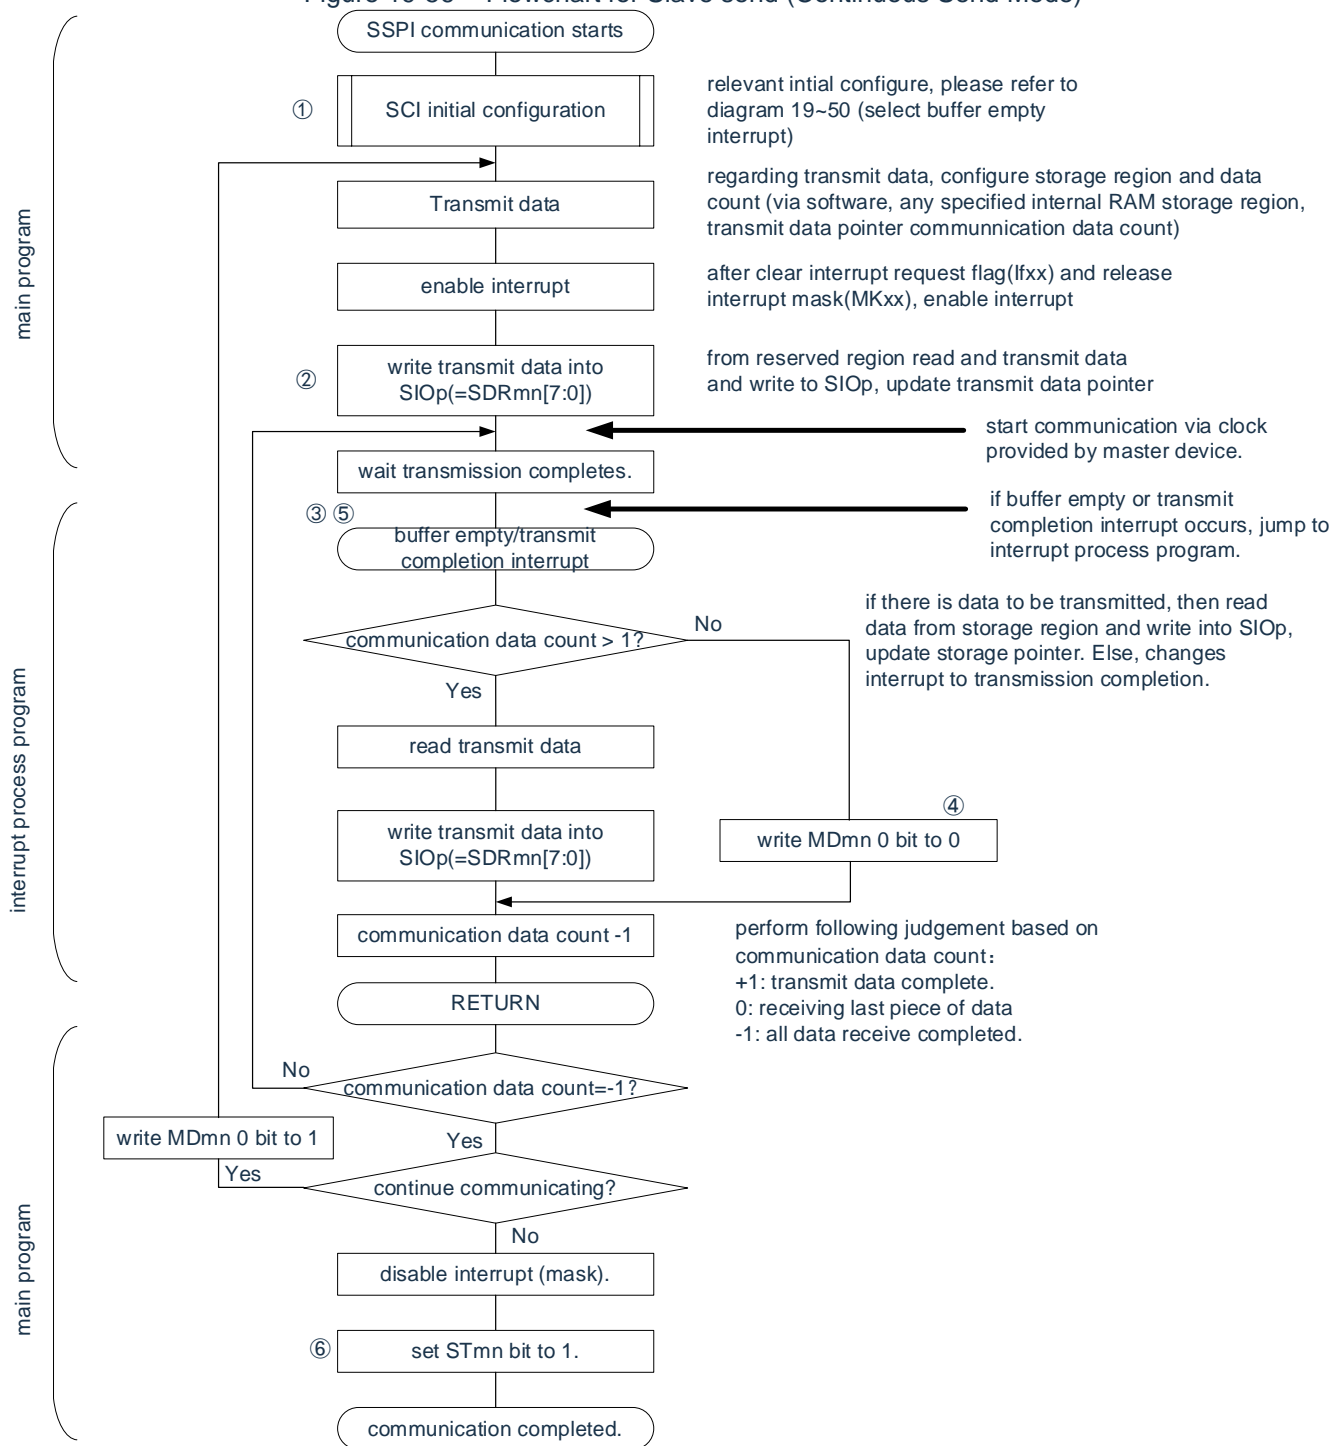 SSPI communication starts
①
SCI initial configuration
relevant intial configure, please refer to
diagram 19~50 (select buffer empty
interrupt)
Transmit data
regarding transmit data, configure storage region and data
count (via software, any specified internal RAM storage region,
transmit data pointer communnication data count)
enable interrupt
after clear interrupt request flag(Ifxx) and release
interrupt mask(MKxx), enable interrupt
main program
②
write transmit data into
SIOp(=SDRmn[7:0])
from reserved region read and transmit data
and write to SIOp, update transmit data pointer
start communication via clock
provided by master device.
wait transmission completes.
③ ⑤
buffer empty/transmit
completion interrupt
if buffer empty or transmit
completion interrupt occurs, jump to
interrupt process program.
communication data count > 1?
No
Yes
if there is data to be transmitted, then read
data from storage region and write into SIOp,
update storage pointer. Else, changes
interrupt to transmission completion.
read transmit data
interrupt process program
write transmit data into
SIOp(=SDRmn[7:0])
④
write MDmn 0 bit to 0
communication data count -1
perform following judgement based on
communication data count：
+1: transmit data complete.
0: receiving last piece of data
-1: all data receive completed.
RETURN
No
communication data count=-1?
write MDmn 0 bit to 1
Yes
Yes
continue communicating?
No
disable interrupt (mask).
main program
⑥
set STmn bit to 1.
communication completed.